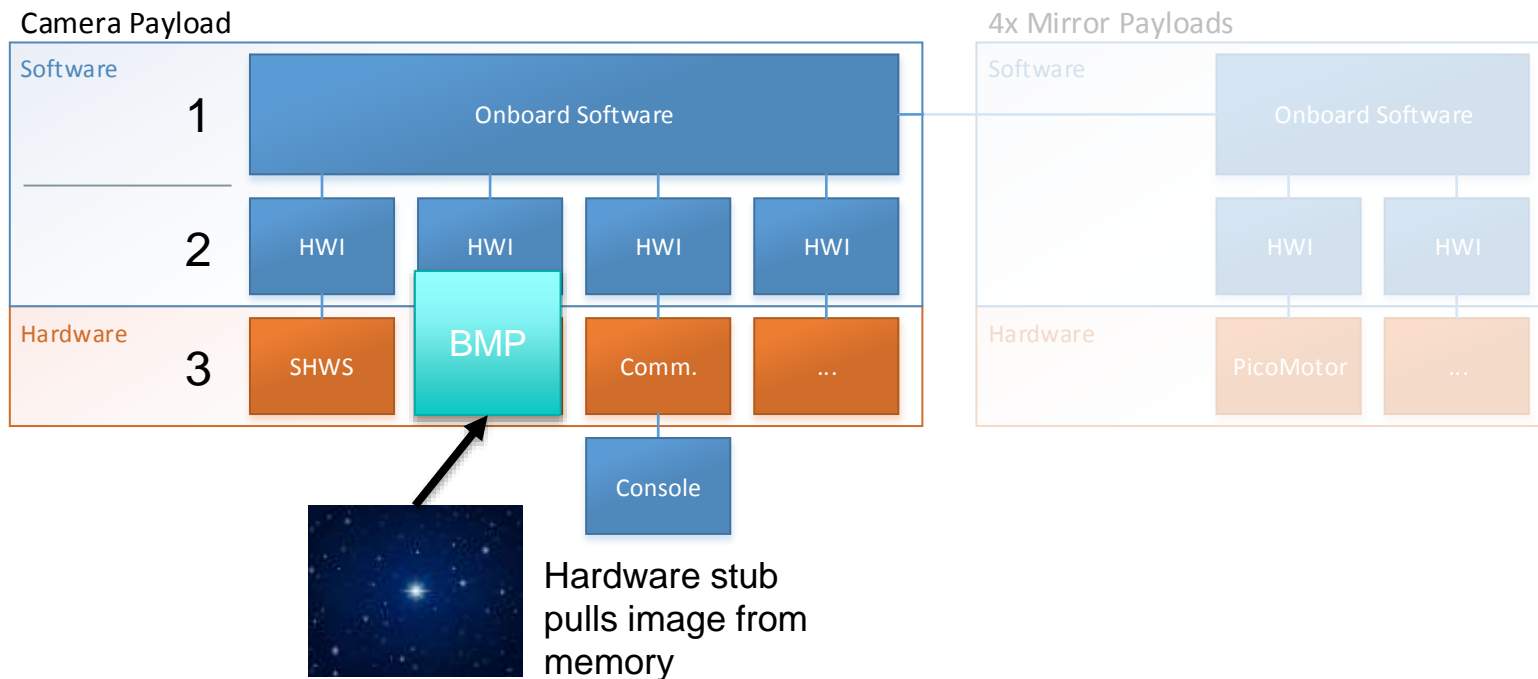 Camera Payload
4x Mirror Payloads
Software
Software
1
Onboard Software
Onboard Software
2
HWI
HWI
HWI
HWI
HWI
HWI
Hardware
Hardware
3
SHWS
BMP
Comm.
...
PicoMotor
...
Console
Hardware stub
pulls image from
memory